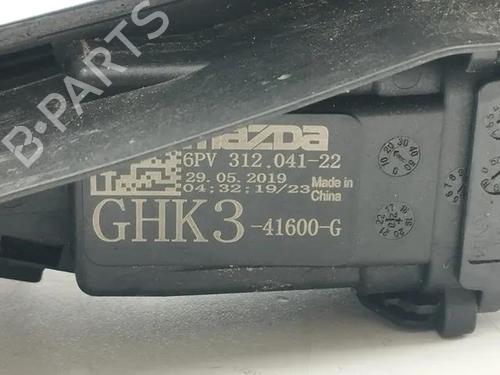 mazda
6PV 312.041-22
29.05.2019
04:32:19/23
Made in
China
GHK3 -41600-G
B-PARTS